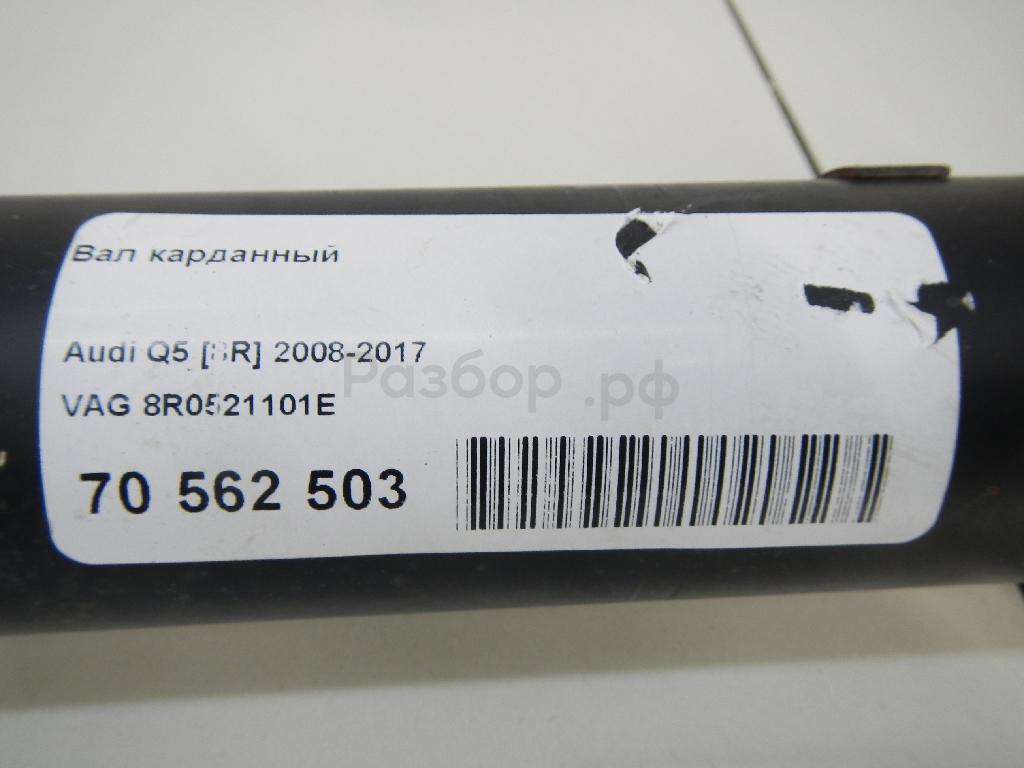 Вал карданный
Audi Q5 [8R] 2008-2017
Разбор.рф
VAG 8R0521101E
70 562 503